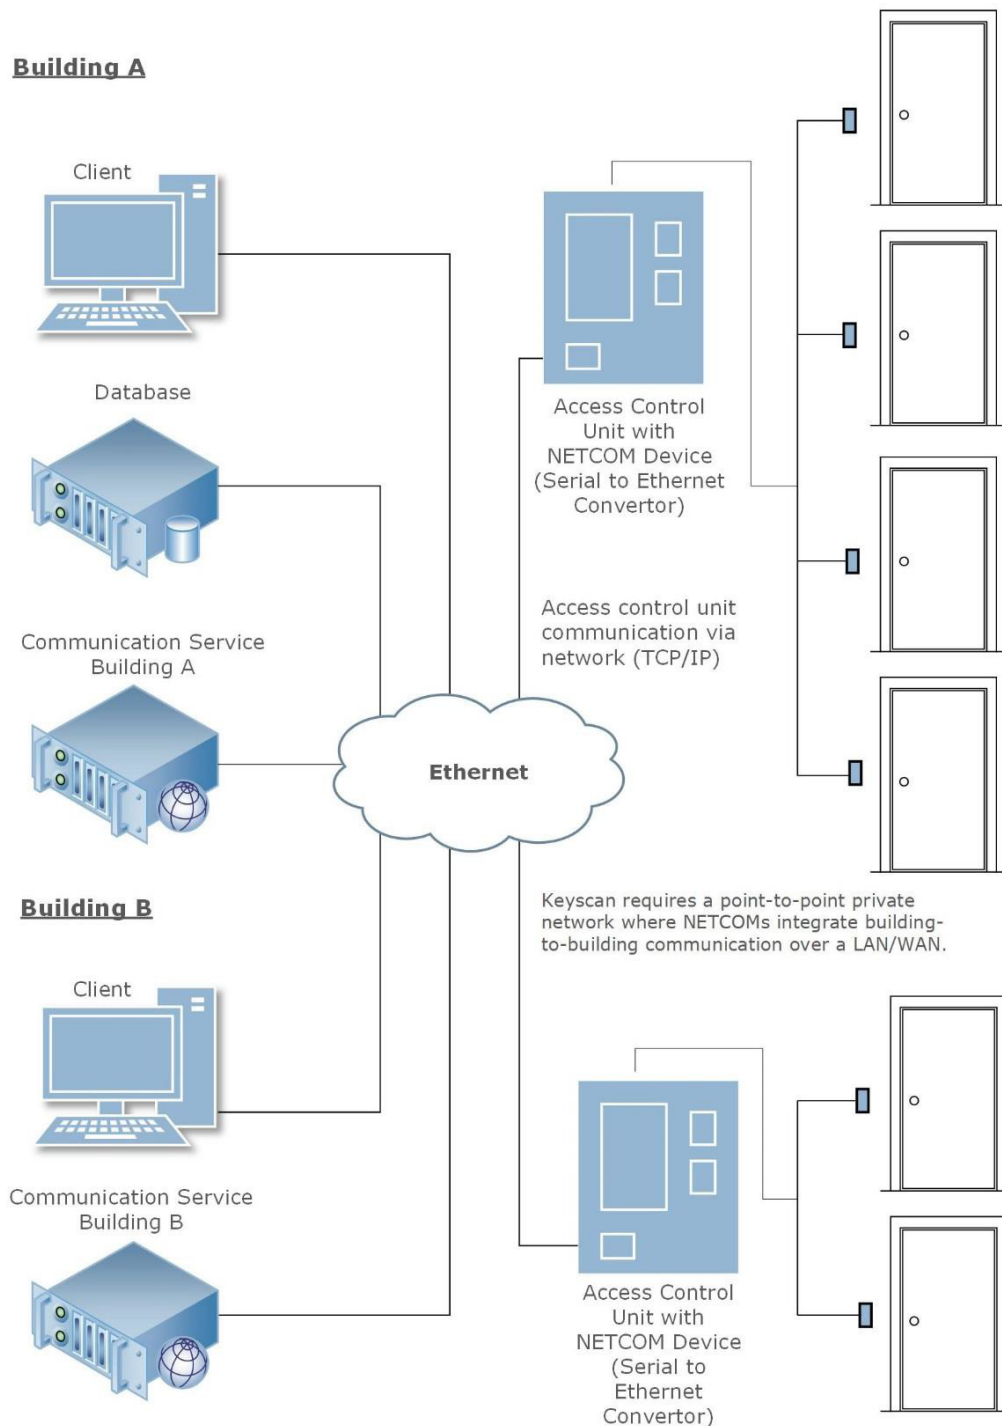 Building A
Client
Database
Communication Service
Building A
Access Control
Unit with
NETCOM Device
(Serial to Ethernet
Convertor)
Access control unit
communication via
network (TCP/IP)
Ethernet
Keyscan requires a point-to-point private
network where NETCOMs integrate building-
to-building communication over a LAN/WAN.
Building B
Client
Communication Service
Building B
Access Control
Unit with
NETCOM Device
(Serial to
Ethernet
Convertor)